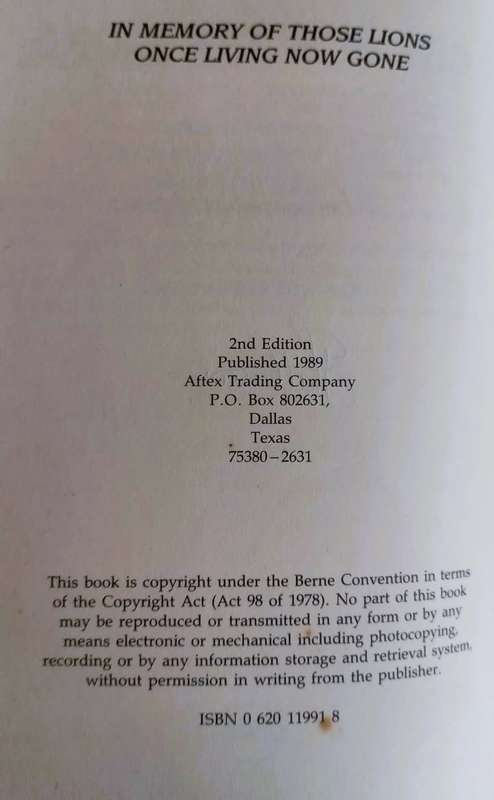 IN MEMORY OF THOSE LIONS
ONCE LIVING NOW GONE
2nd Edition
Published 1989
Aftex Trading Company
P.O. Box 802631,
Dallas
Texas
75380–2631
This book is copyright under the Berne Convention in terms
of the Copyright Act (Act 98 of 1978). No part of this book
may be reproduced or transmitted in any form or by any
means electronic or mechanical including photocopying,
recording or by any information storage and retrieval system,
without permission in writing from the publisher.
ISBN 0 620 11991 8